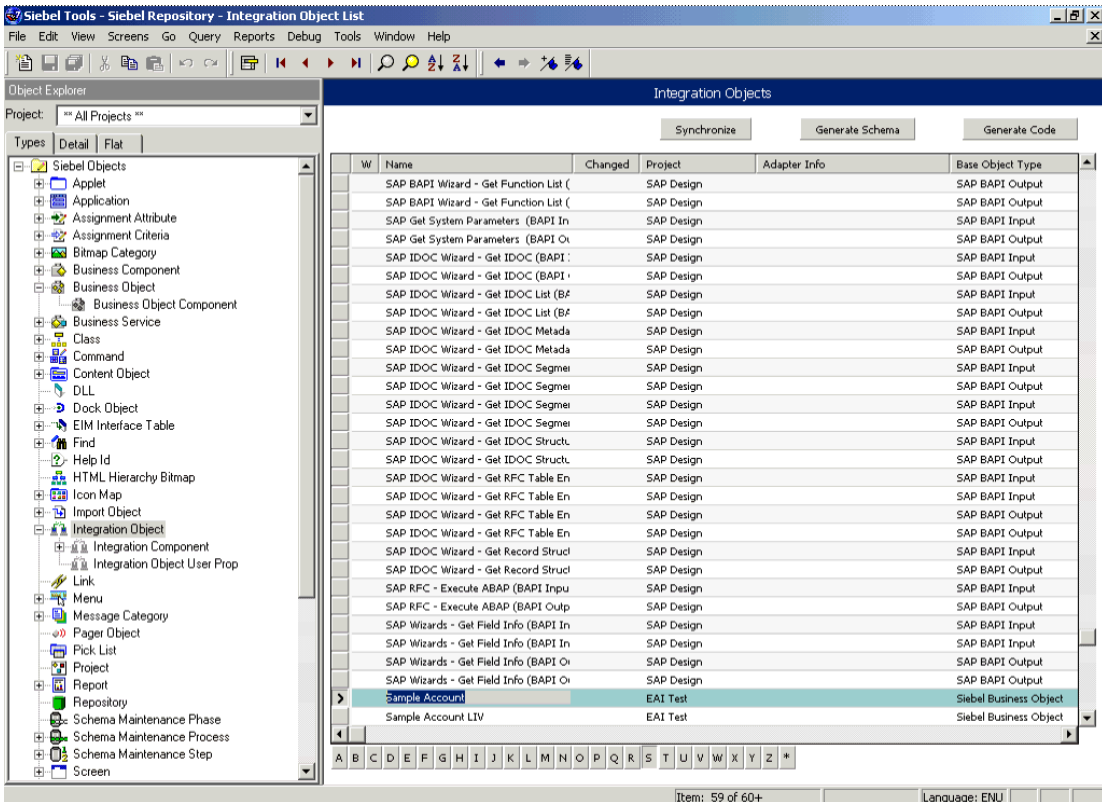 Siebel Tools - Siebel Repository - Integration Object List
File Edit View Screens Go Query Reports Debug Tools Window Help
Object Explorer
Project: ** All Projects **
Types Detail Flat
Siebel Objects
Applet
Application
Assignment Attribute
Assignment Criteria
Bitmap Category
Business Component
Business Object
Business Object Component
Business Service
Class
Command
Content Object
DLL
Dock Object
EIM Interface Table
Find
Help Id
HTML Hierarchy Bitmap
Icon Map
Import Object
Integration Object
Integration Component
Integration Object User Prop
Link
Menu
Message Category
Pager Object
Pick List
Project
Report
Repository
Schema Maintenance Phase
Schema Maintenance Process
Schema Maintenance Step
Screen
Integration Objects
Synchronize Generate Schema Generate Code
W Name Changed Project Adapter Info Base Object Type
SAP BAPI Wizard - Get Function List ( SAP Design SAP BAPI Output
SAP BAPI Wizard - Get Function List ( SAP Design SAP BAPI Output
SAP Get System Parameters (BAPI In SAP Design SAP BAPI Input
SAP Get System Parameters (BAPI Ou SAP Design SAP BAPI Output
SAP IDOC Wizard - Get IDOC (BAPI SAP Design SAP BAPI Input
SAP IDOC Wizard - Get IDOC (BAPI SAP Design SAP BAPI Output
SAP IDOC Wizard - Get IDOC List (BA SAP Design SAP BAPI Input
SAP IDOC Wizard - Get IDOC List (BA SAP Design SAP BAPI Output
SAP IDOC Wizard - Get IDOC Metada SAP Design SAP BAPI Input
SAP IDOC Wizard - Get IDOC Metada SAP Design SAP BAPI Output
SAP IDOC Wizard - Get IDOC Segmer SAP Design SAP BAPI Input
SAP IDOC Wizard - Get IDOC Segmer SAP Design SAP BAPI Output
SAP IDOC Wizard - Get IDOC Segmer SAP Design SAP BAPI Input
SAP IDOC Wizard - Get IDOC Segmer SAP Design SAP BAPI Output
SAP IDOC Wizard - Get IDOC Structu SAP Design SAP BAPI Input
SAP IDOC Wizard - Get IDOC Structu SAP Design SAP BAPI Output
SAP IDOC Wizard - Get RFC Table En SAP Design SAP BAPI Input
SAP IDOC Wizard - Get RFC Table En SAP Design SAP BAPI Input
SAP IDOC Wizard - Get RFC Table En SAP Design SAP BAPI Output
SAP IDOC Wizard - Get RFC Table En SAP Design SAP BAPI Output
SAP IDOC Wizard - Get Record Struct SAP Design SAP BAPI Input
SAP IDOC Wizard - Get Record Struct SAP Design SAP BAPI Output
SAP RFC - Execute ABAP (BAPI Inpu SAP Design SAP BAPI Input
SAP RFC - Execute ABAP (BAPI Outp SAP Design SAP BAPI Output
SAP Wizards - Get Field Info (BAPI In SAP Design SAP BAPI Input
SAP Wizards - Get Field Info (BAPI In SAP Design SAP BAPI Input
SAP Wizards - Get Field Info (BAPI Ou SAP Design SAP BAPI Output
SAP Wizards - Get Field Info (BAPI Ou SAP Design SAP BAPI Output
Sample Account EAI Test Siebel Business Object
Sample Account LIV EAI Test Siebel Business Object
A B C D E F G H I J K L M N O P Q R S T U V W X Y Z *
Item: 59 of 60+ Language: ENU